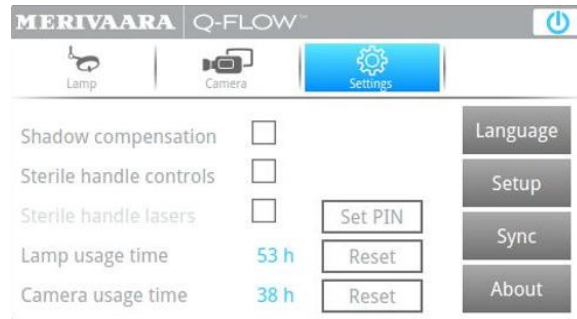 MERIVAARA Q-FLOW™
Lamp Camera Settings
Shadow compensation
Sterile handle controls
Sterile handle lasers Set PIN
Lamp usage time 53 h Reset
Camera usage time 38 h Reset
Language
Setup
Sync
About